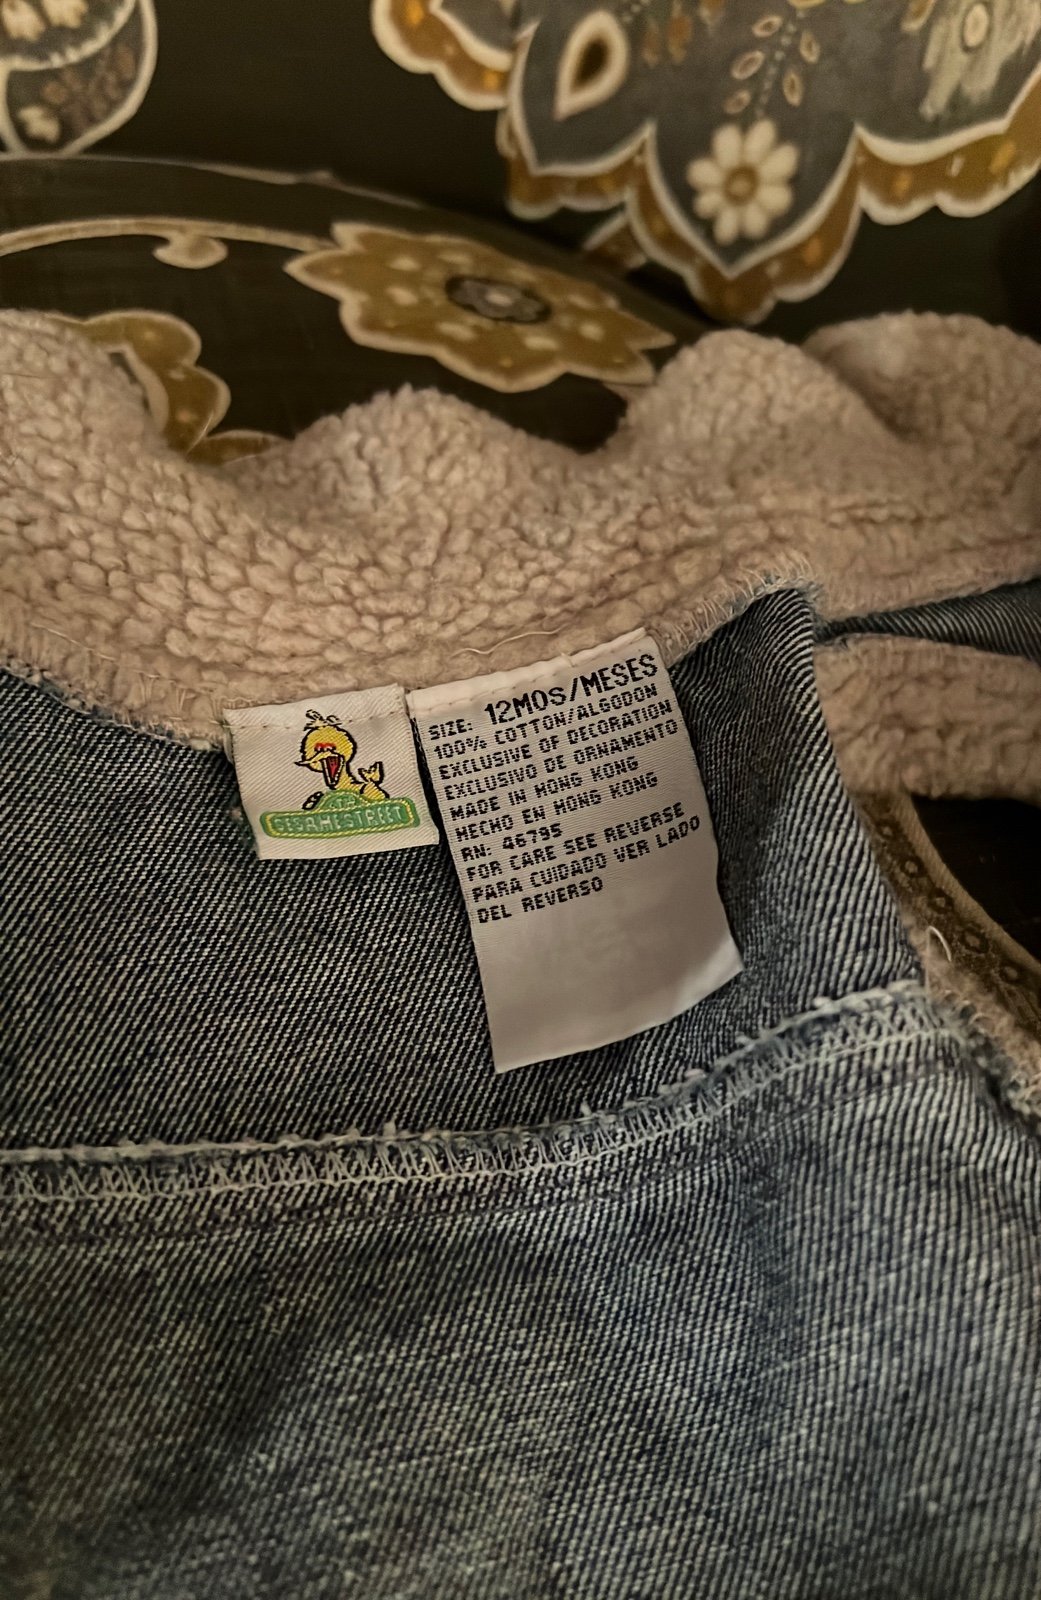 SESAME STREET
SIZE: 12MOS/MESES
100% COTTON/ALGODON
EXCLUSIVE OF DECORATION
EXCLUSIVO DE ORNAMENTO
MADE IN HONG KONG
HECHO EN HONG KONG
RN: 46795
FOR CARE SEE REVERSE
PARA CUIDADO VER LADO
DEL REVERSO